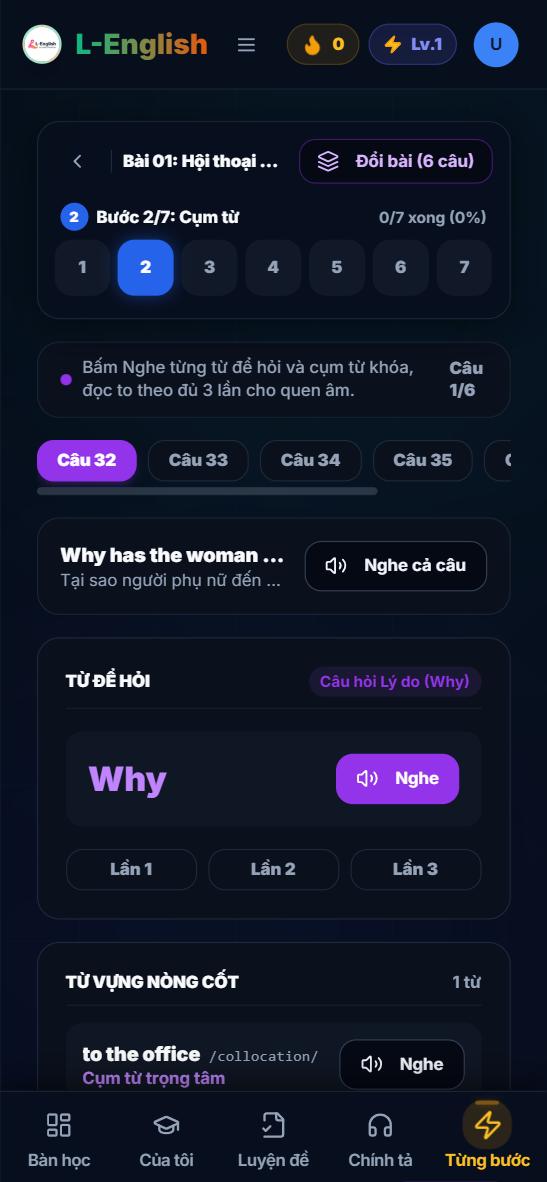 L-English
L-English
0
Lv.1
U
Bài 01: Hội thoại ...
Đổi bài (6 câu)
2
Bước 2/7: Cụm từ
0/7 xong (0%)
1
2
3
4
5
6
7
Bấm Nghe từng từ để hỏi và cụm từ khóa,
đọc to theo đủ 3 lần cho quen âm.
Câu
1/6
Câu 32
Câu 33
Câu 34
Câu 35
Why has the woman ...
Tại sao người phụ nữ đến ...
Nghe cả câu
TỪ ĐỂ HỎI
Câu hỏi Lý do (Why)
Why
Nghe
Lần 1
Lần 2
Lần 3
TỪ VỰNG NÒNG CỐT
1 từ
to the office /collocation/
Cụm từ trọng tâm
Nghe
Bàn học
Của tôi
Luyện đề
Chính tả
Từng bước